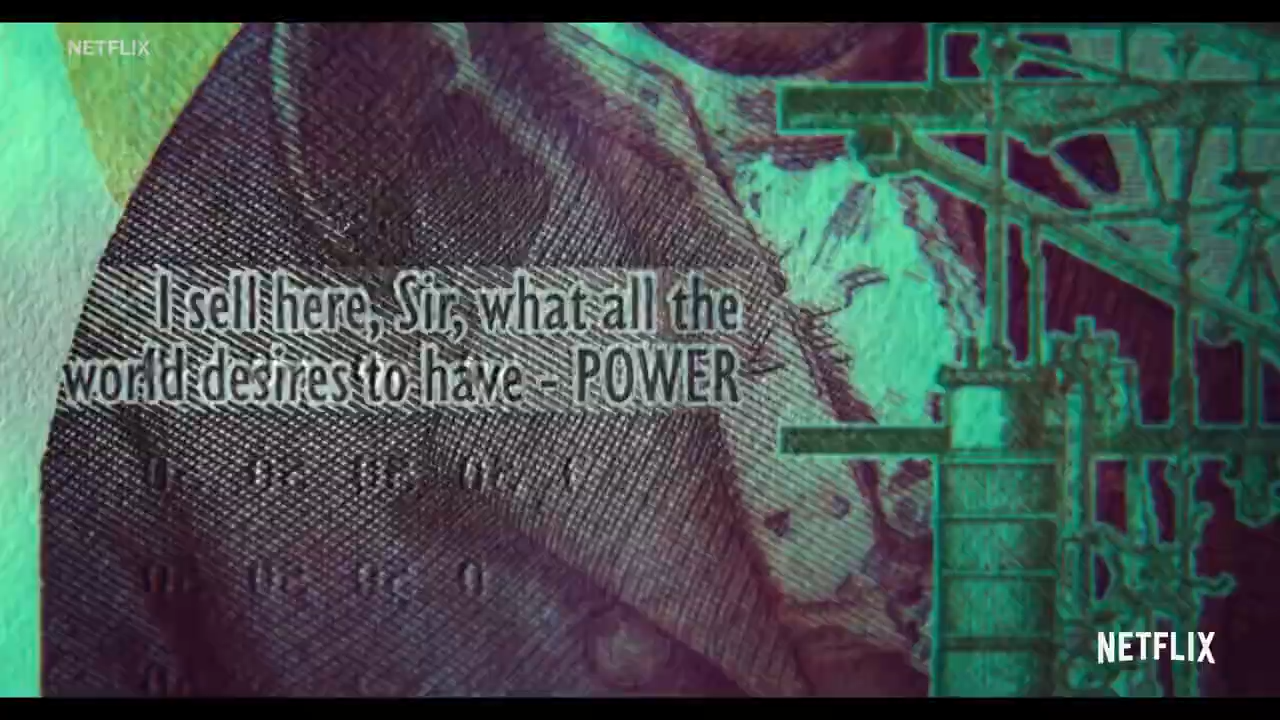 NETFLIX
I sell here, Sir, what all the
world desires to have - POWER
NETFLIX